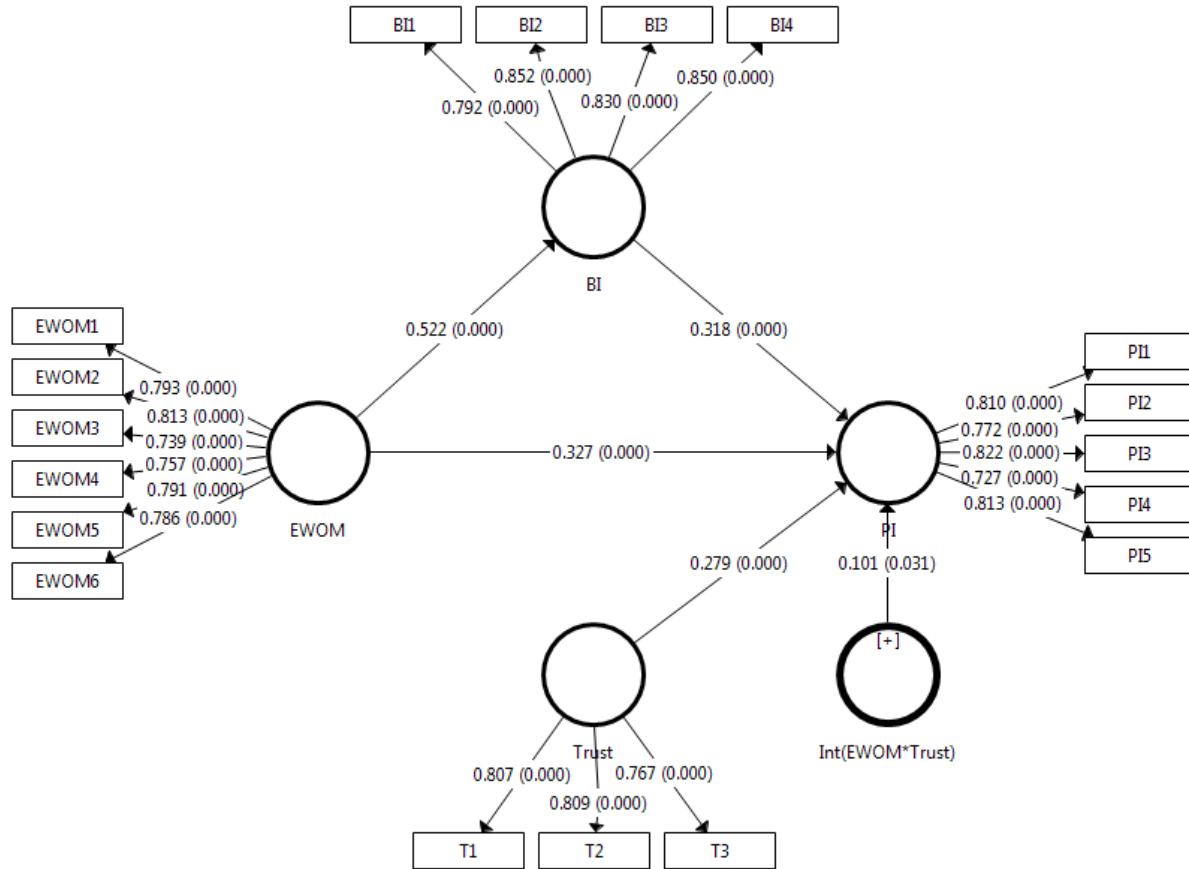 BI1
BI2
BI3
BI4
0.792 (0.000)
0.852 (0.000)
0.830 (0.000)
0.850 (0.000)
BI
0.522 (0.000)
0.318 (0.000)
EWOM1
EWOM2
EWOM3
EWOM4
EWOM5
EWOM6
0.793 (0.000)
0.813 (0.000)
0.739 (0.000)
0.757 (0.000)
0.791 (0.000)
0.786 (0.000)
EWOM
0.327 (0.000)
PI
0.810 (0.000)
0.772 (0.000)
0.822 (0.000)
0.727 (0.000)
0.813 (0.000)
PI1
PI2
PI3
PI4
PI5
0.279 (0.000)
0.101 (0.031)
[+]
Trust
Int(EWOM*Trust)
0.807 (0.000)
0.809 (0.000)
0.767 (0.000)
T1
T2
T3